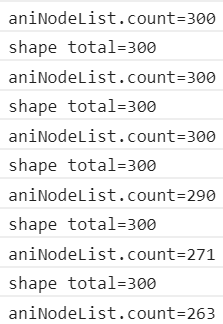 aniNodeList.count=300
shape total=300
aniNodeList.count=300
shape total=300
aniNodeList.count=300
shape total=300
aniNodeList.count=290
shape total=300
aniNodeList.count=271
shape total=300
aniNodeList.count=263